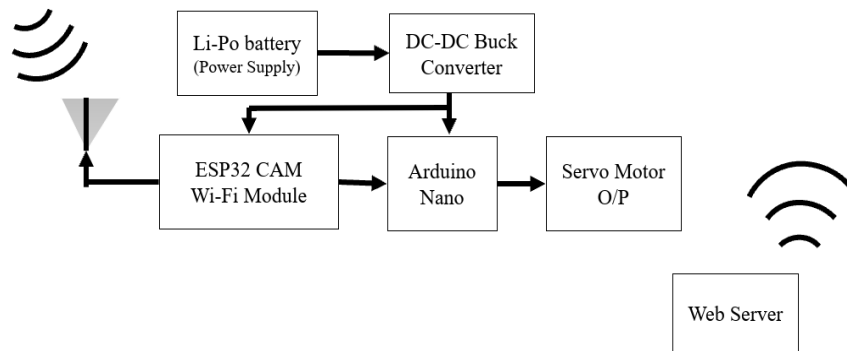 Li-Po battery
(Power Supply)
DC-DC Buck
Converter
ESP32 CAM
Wi-Fi Module
Arduino
Nano
Servo Motor
O/P
Web Server